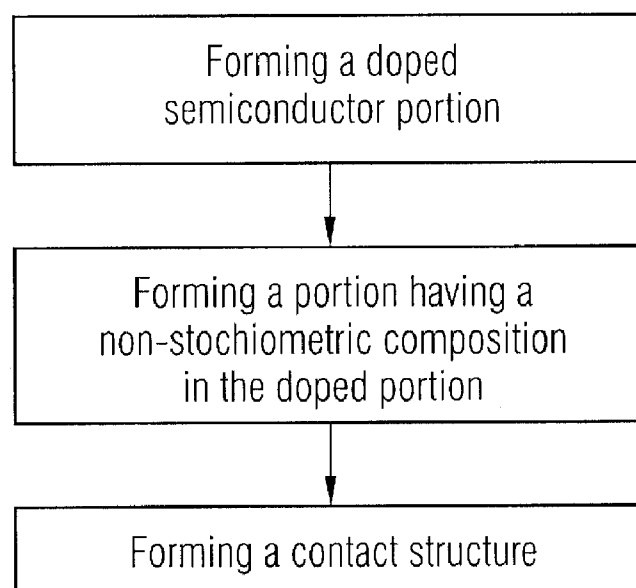 Forming a doped
semiconductor portion
Forming a portion having a
non-stochiometric composition
in the doped portion
Forming a contact structure